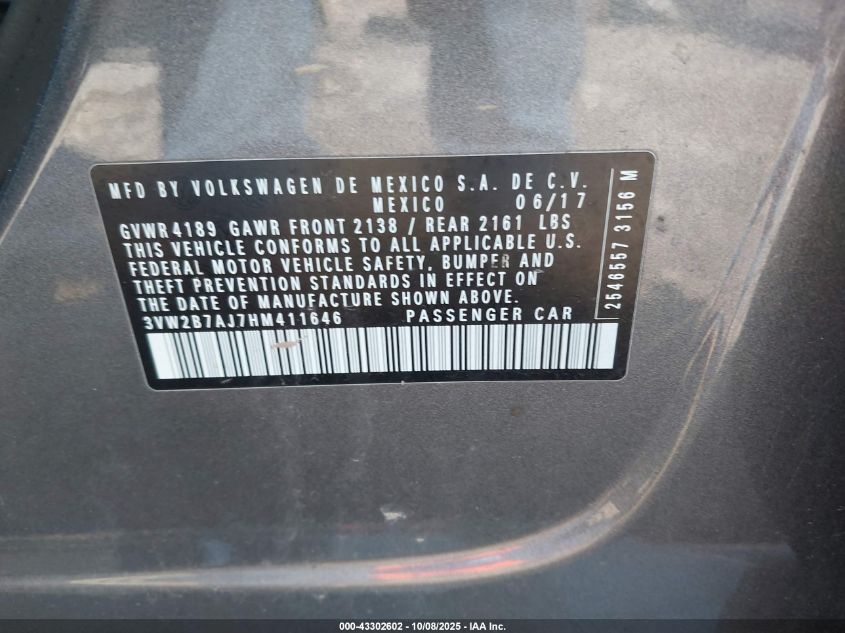 MFD BY VOLKSWAGEN DE MEXICO S.A. DE C.V.
MEXICO 06/17
GVWR 4189 GAWR FRONT 2138 / REAR 2161 LBS
THIS VEHICLE CONFORMS TO ALL APPLICABLE U.S.
FEDERAL MOTOR VEHICLE SAFETY, BUMPER AND
THEFT PREVENTION STANDARDS IN EFFECT ON
THE DATE OF MANUFACTURE SHOWN ABOVE.
3VW2B7AJ7HM411646 PASSENGER CAR
2546557 3156 M
000-43302602 - 10/08/2025 - IAA Inc.